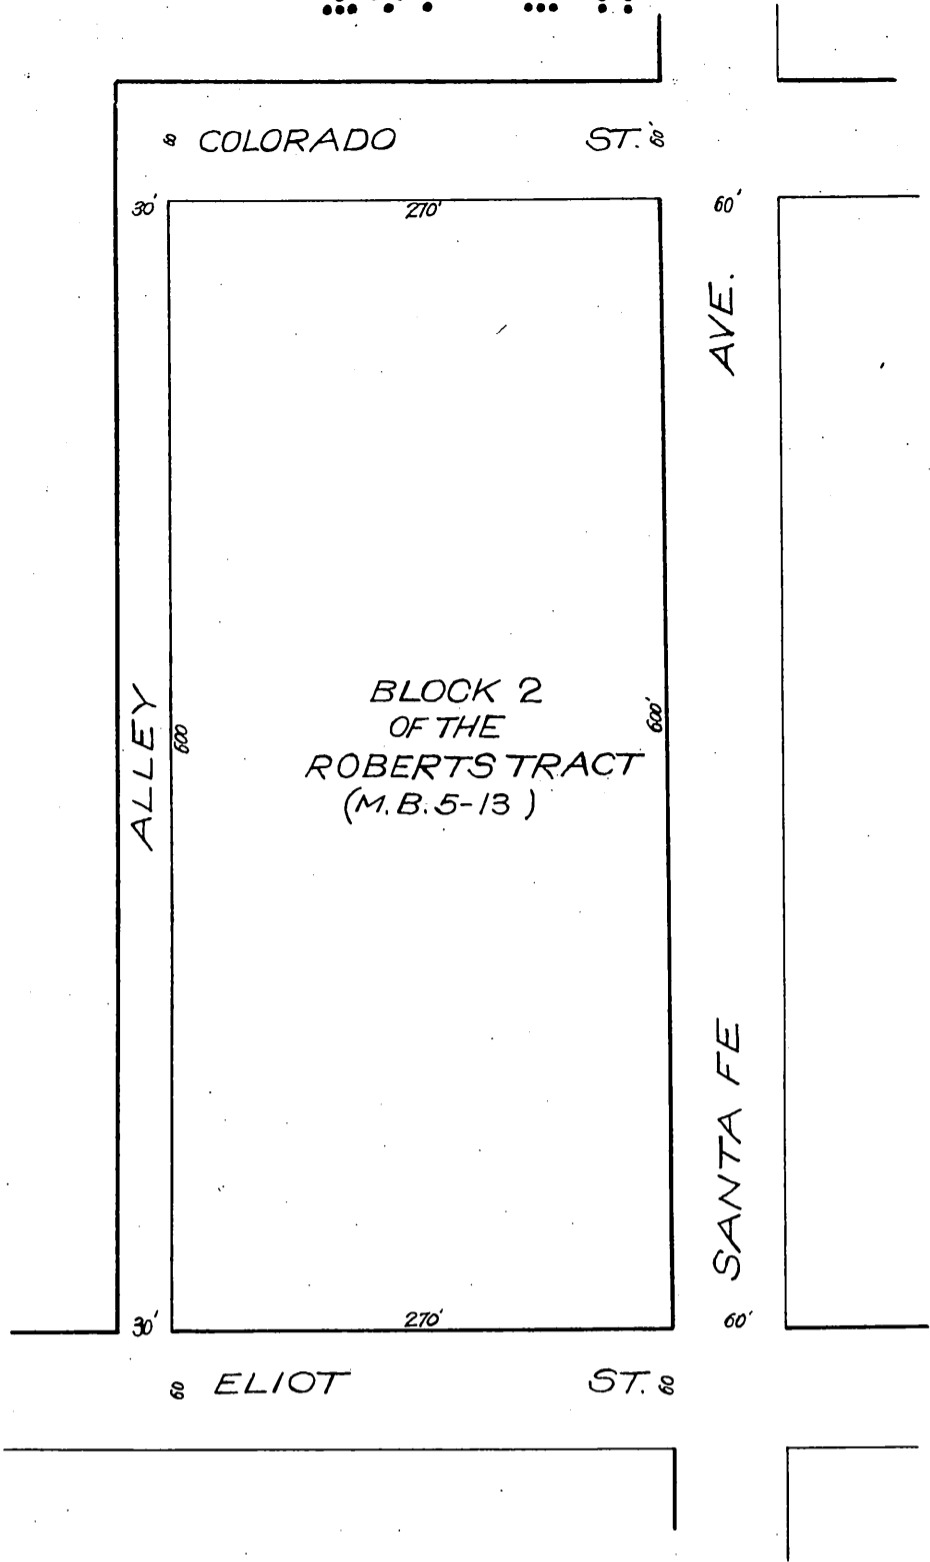 60 COLORADO ST. 60'
30' 270' 60'
AVE.
BLOCK 2
OF THE
ROBERTS TRACT
(M.B. 5-13)
ALLEY
600
600'
SANTA FE
30' 270' 60'
60 ELIOT ST. 60